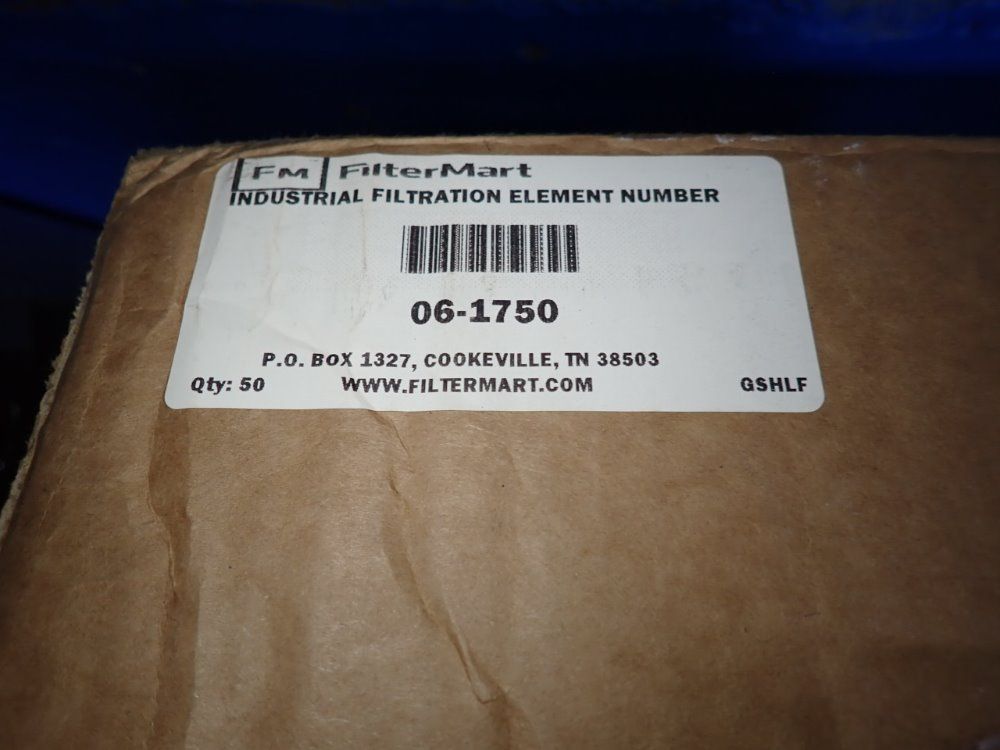 FM FilterMart
INDUSTRIAL FILTRATION ELEMENT NUMBER
06-1750
P.O. BOX 1327, COOKEVILLE, TN 38503
Qty: 50 WWW.FILTERMART.COM GSHLF